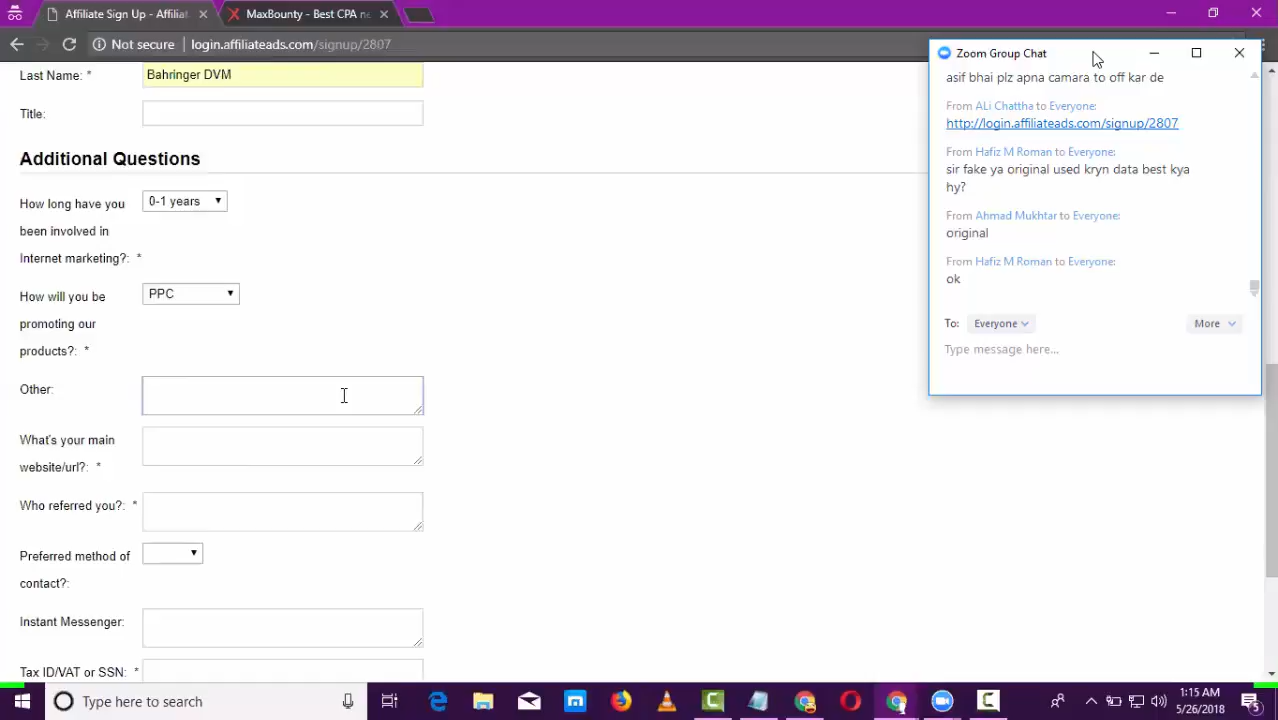 Affiliate Sign Up - Affiliat
MaxBounty - Best CPA ne
Not secure
login.affiliateads.com/signup/2807
Last Name: *
Bahringer DVM
Title:
Additional Questions
How long have you
been involved in
Internet marketing?: *
0-1 years
How will you be
promoting our
products?: *
PPC
Other:
What's your main
website/url?: *
Who referred you?: *
Preferred method of
contact?:
Instant Messenger:
Tax ID/VAT or SSN: *
Zoom Group Chat
asif bhai plz apna camara to off kar de
From ALi Chattha to Everyone:
http://login.affiliateads.com/signup/2807
From Hafiz M Roman to Everyone:
sir fake ya original used kryn data best kya
hy?
From Ahmad Mukhtar to Everyone:
original
From Hafiz M Roman to Everyone:
ok
To: Everyone
More
Type message here...
Type here to search
1:15 AM
5/26/2018
5